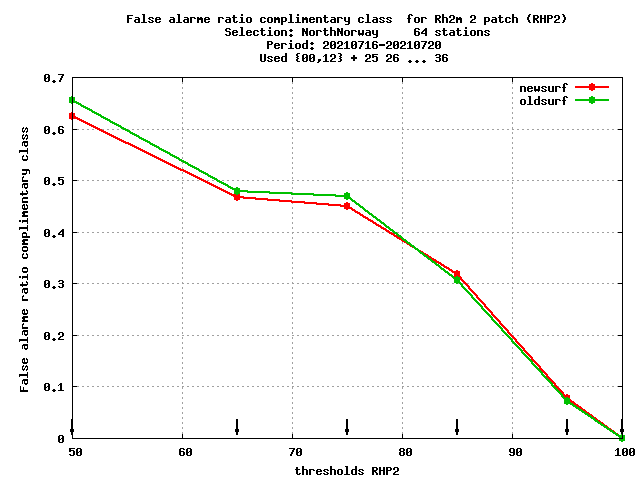 False alarme ratio complimentary class  for Rh2m 2 patch (RHP2)
Selection: NorthNorway     64 stations
Period: 20210716-20210720
Used {00,12} + 25 26 ... 36
newsurf
oldsurf
False alarme ratio complimentary class
0.7
0.6
0.5
0.4
0.3
0.2
0.1
0
50 60 70 80 90 100
thresholds RHP2